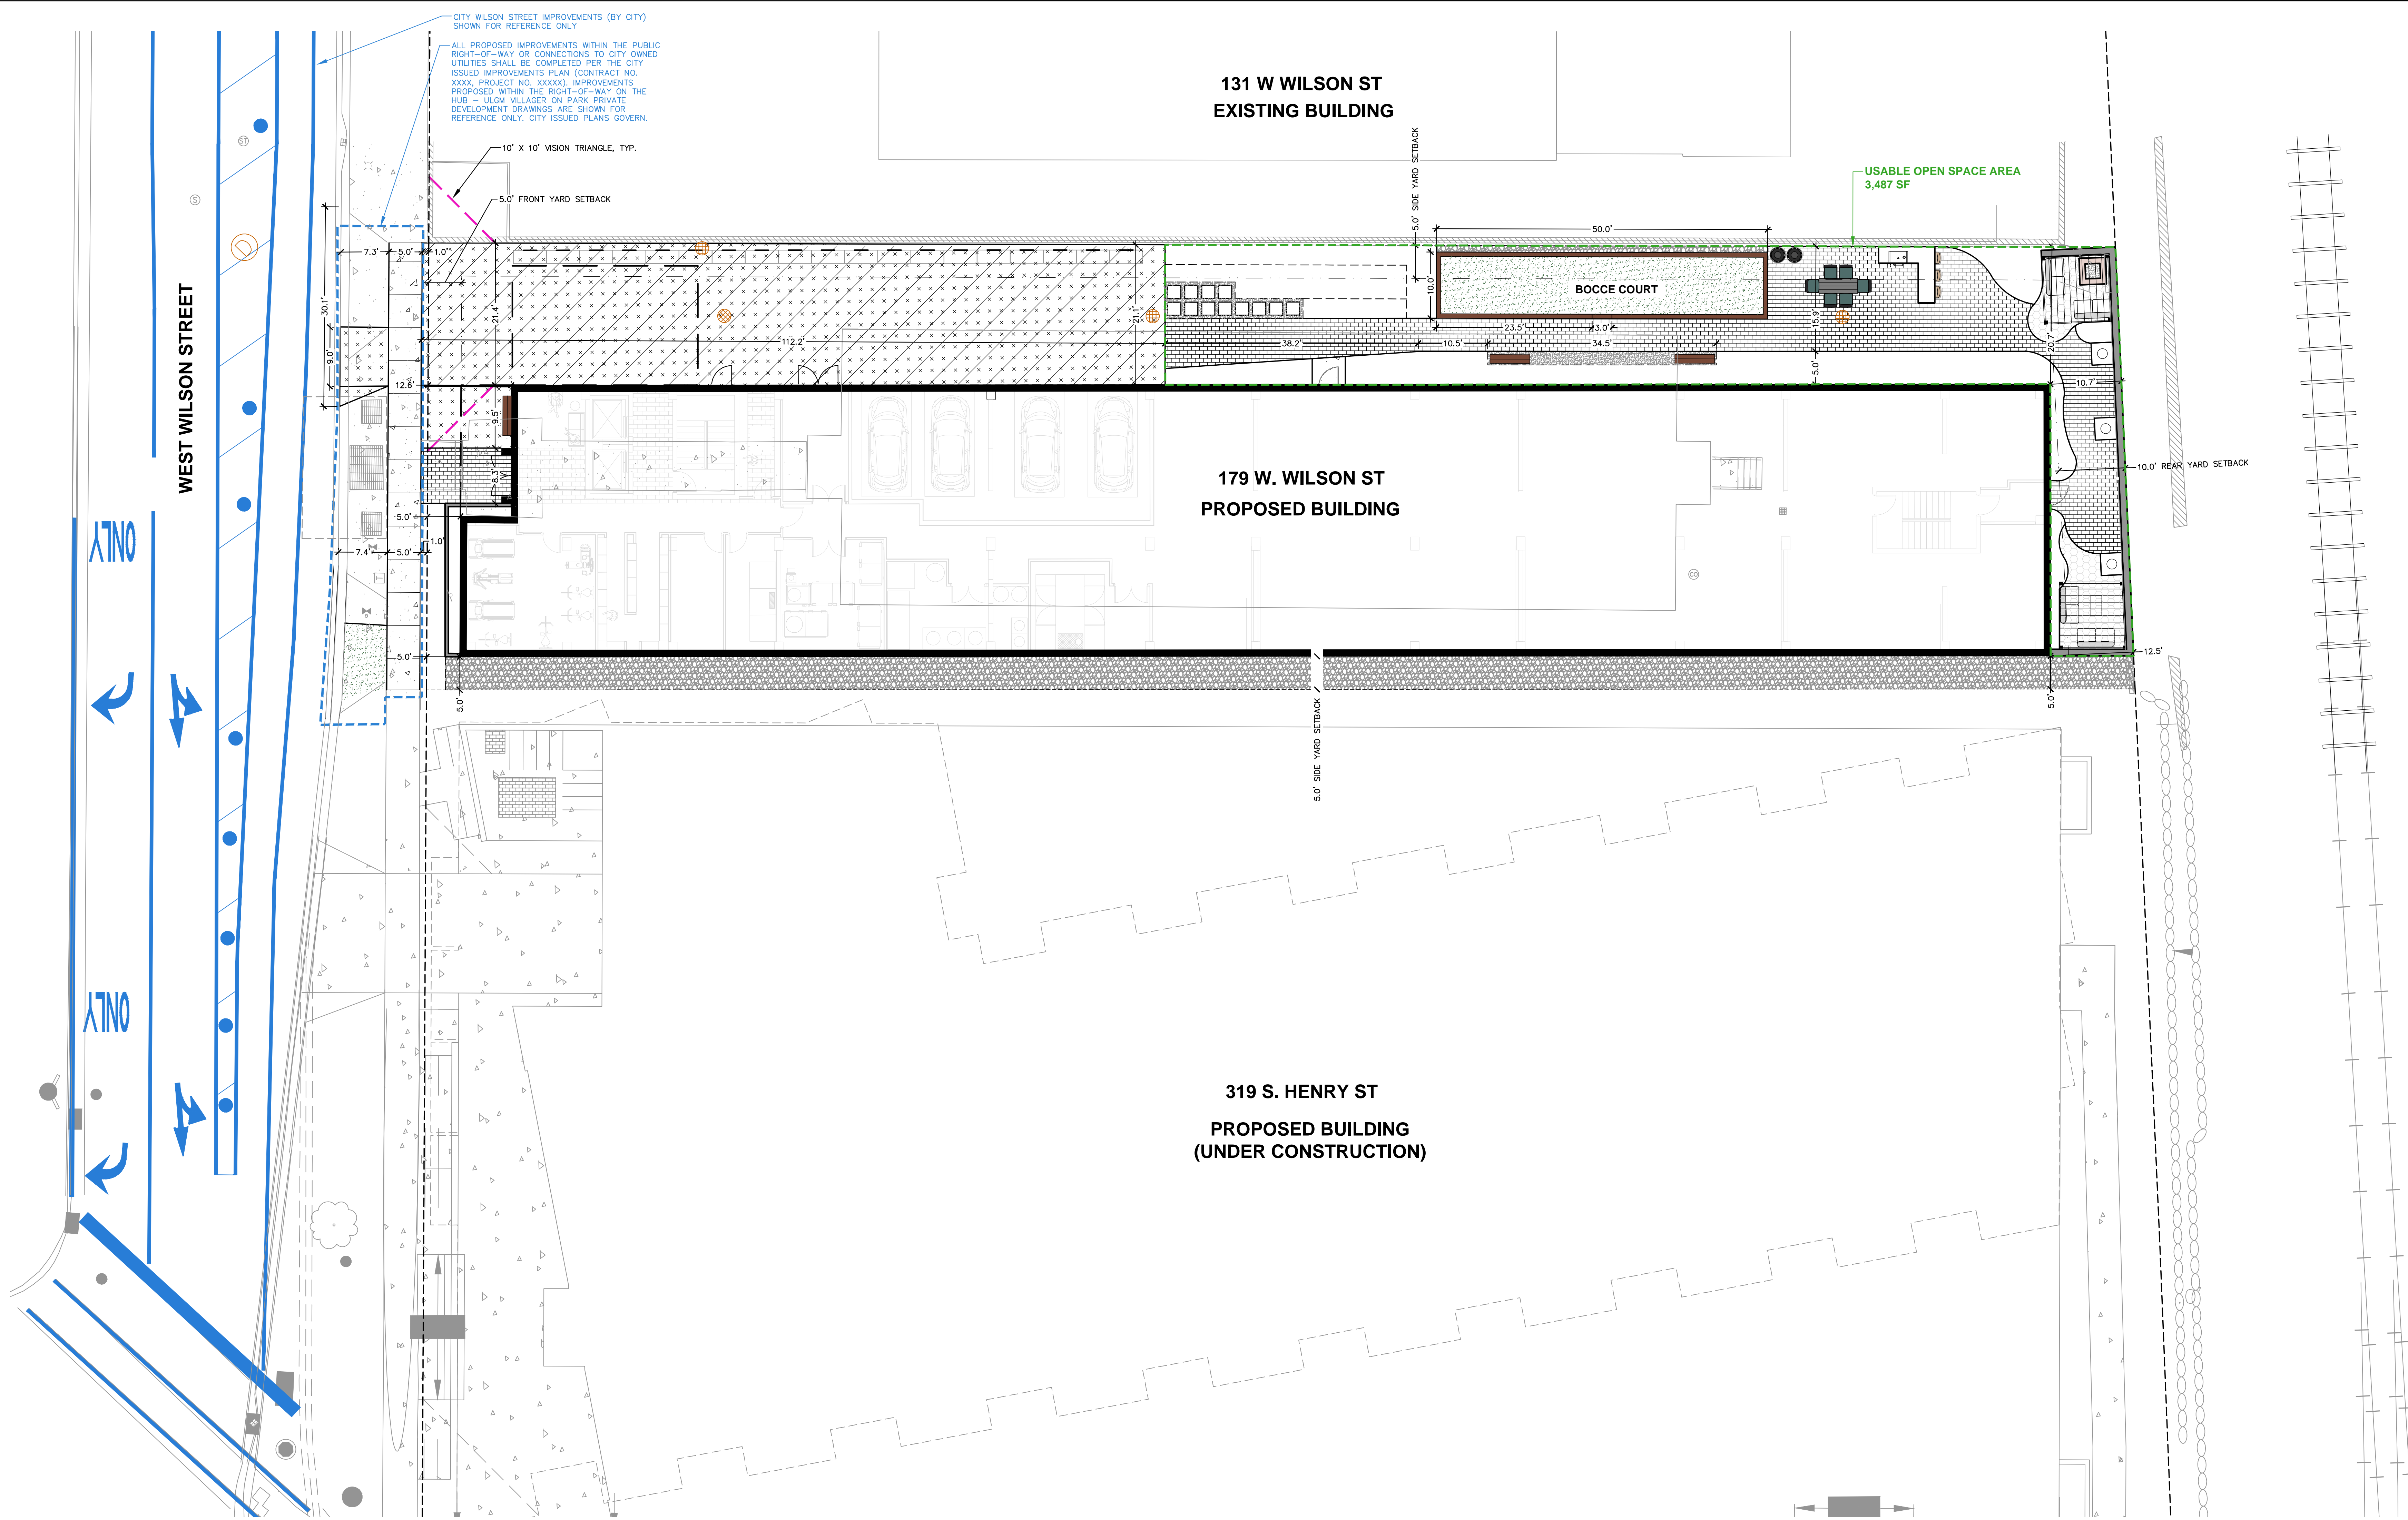 CITY WILSON STREET IMPROVEMENTS (BY CITY)
SHOWN FOR REFERENCE ONLY
ALL PROPOSED IMPROVEMENTS WITHIN THE PUBLIC
RIGHT-OF-WAY OR CONNECTIONS TO CITY OWNED
UTILITIES SHALL BE COMPLETED PER THE CITY
ISSUED IMPROVEMENTS PLAN (CONTRACT NO.
XXXX, PROJECT NO. XXXXX). IMPROVEMENTS
PROPOSED WITHIN THE RIGHT-OF-WAY ON THE
HUB - ULGM VILLAGER ON PARK PRIVATE
DEVELOPMENT DRAWINGS ARE SHOWN FOR
REFERENCE ONLY. CITY ISSUED PLANS GOVERN.
131 W WILSON ST
EXISTING BUILDING
10' X 10' VISION TRIANGLE, TYP.
5.0' FRONT YARD SETBACK
5.0' SIDE YARD SETBACK
USABLE OPEN SPACE AREA
3,487 SF
ST
S
D
WEST WILSON STREET
7.3'
5.0'
1.0'
30.1'
9.0'
21.4'
12.6'
112.2'
21.1'
50.0'
10.0'
BOCCE COURT
23.5'
3.0'
38.2'
10.5'
34.5'
15.9'
5.0'
20.7'
10.7'
9.5'
8.3'
179 W. WILSON ST
PROPOSED BUILDING
10.0' REAR YARD SETBACK
5.0'
1.0'
7.4'
5.0'
T
CO
ONLY
5.0'
12.5'
5.0'
5.0' SIDE YARD SETBACK
5.0'
ONLY
319 S. HENRY ST
PROPOSED BUILDING
(UNDER CONSTRUCTION)